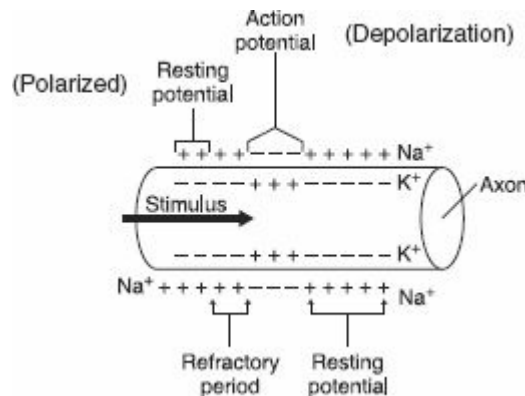 Action
potential
(Depolarization)
(Polarized)
Resting
potential
+ + + + − − − + + + + + Na⁺
− − − − + + + − − − − − K⁺
Axon
Stimulus
− − − − + + + − − − − − K⁺
Na⁺ + + + + + − − − + + + + + Na⁺
Refractory
period
Resting
potential